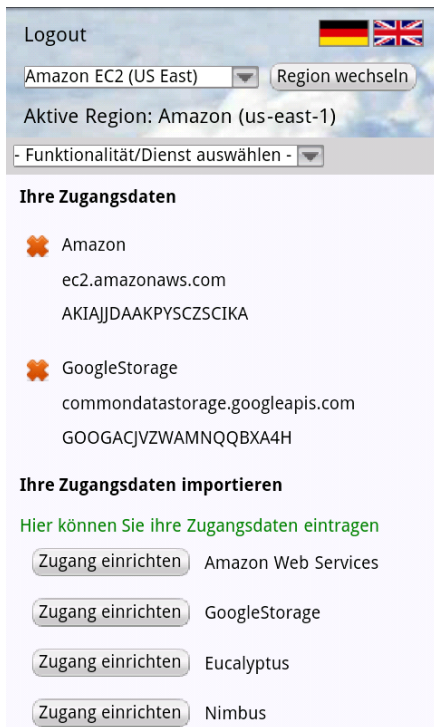 Logout
Amazon EC2 (US East)
Region wechseln
Aktive Region: Amazon (us-east-1)
- Funktionalität/Dienst auswählen -
Ihre Zugangsdaten
Amazon
ec2.amazonaws.com
AKIAJJDAAKPYSCZSCIKA
GoogleStorage
commondatastorage.googleapis.com
GOOGACJVZWAMNQQBXA4H
Ihre Zugangsdaten importieren
Hier können Sie ihre Zugangsdaten eintragen
Zugang einrichten Amazon Web Services
Zugang einrichten GoogleStorage
Zugang einrichten Eucalyptus
Zugang einrichten Nimbus